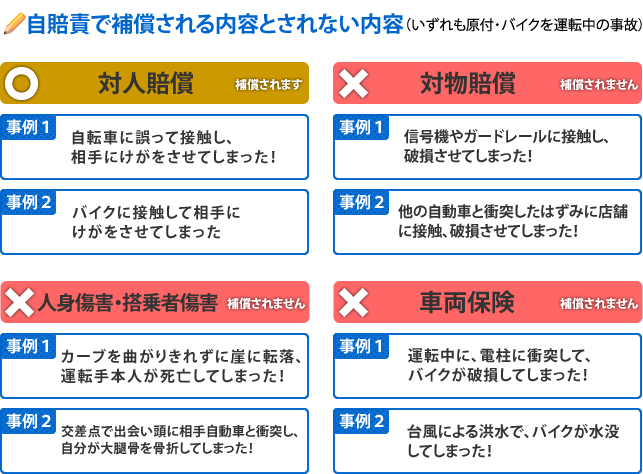 自賠責で補償される内容とされない内容(いずれも原付・バイクを運転中の事故)
対人賠償 補償されます
事例1
自転車に誤って接触し、
相手にけがをさせてしまった!
事例2
バイクに接触して相手に
けがをさせてしまった
対物賠償 補償されません
事例1
信号機やガードレールに接触し、
破損させてしまった!
事例2
他の自動車と衝突したはずみに店舗
に接触、破損させてしまった!
人身傷害・搭乗者傷害 補償されません
事例1
カーブを曲がりきれずに崖に転落、
運転手本人が死亡してしまった!
事例2
交差点で出会い頭に相手自動車と衝突し、
自分が大腿骨を骨折してしまった!
車両保険 補償されません
事例1
運転中に、電柱に衝突して、
バイクが破損してしまった!
事例2
台風による洪水で、バイクが水没
してしまった!